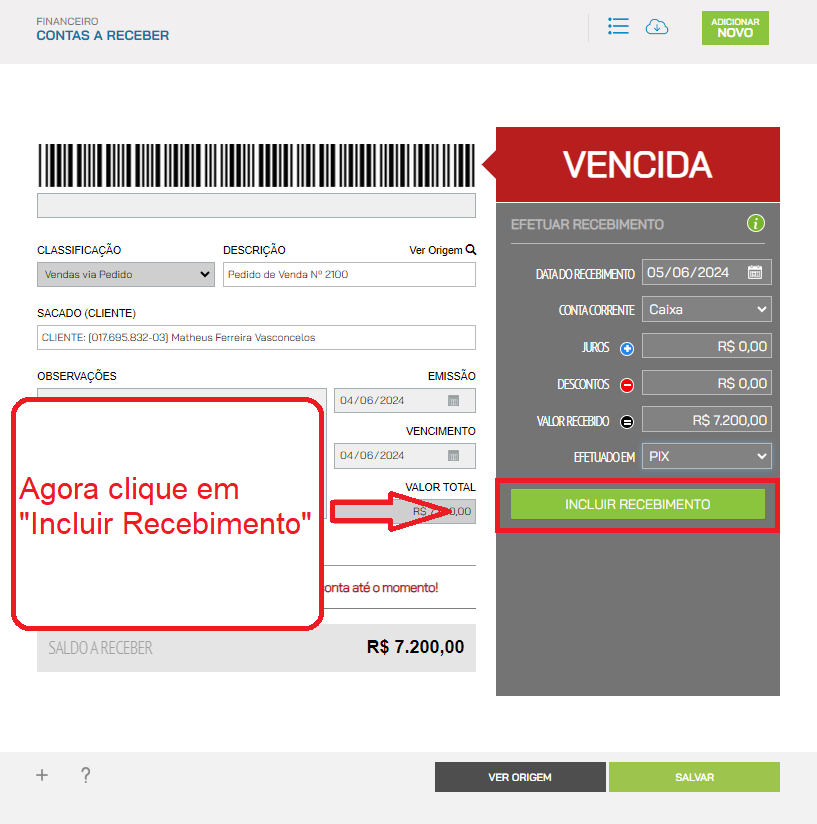 FINANCEIRO
CONTAS A RECEBER
ADICIONAR
NOVO
VENCIDA
CLASSIFICAÇÃO
DESCRIÇÃO
Ver Origem
Vendas via Pedido
Pedido de Venda Nº 2100
SACADO (CLIENTE)
CLIENTE: (017.695.832-03) Matheus Ferreira Vasconcelos
OBSERVAÇÕES
EMISSÃO
04/06/2024
VENCIMENTO
04/06/2024
VALOR TOTAL
R$
00,00
Agora clique em
"Incluir Recebimento"
onta até o momento!
SALDO A RECEBER
R$ 7.200,00
EFETUAR RECEBIMENTO
i
DATA DO RECEBIMENTO
05/06/2024
CONTA CORRENTE
Caixa
JUROS
R$ 0,00
DESCONTOS
R$ 0,00
VALOR RECEBIDO
R$ 7.200,00
EFETUADO EM
PIX
INCLUIR RECEBIMENTO
+
?
VER ORIGEM
SALVAR